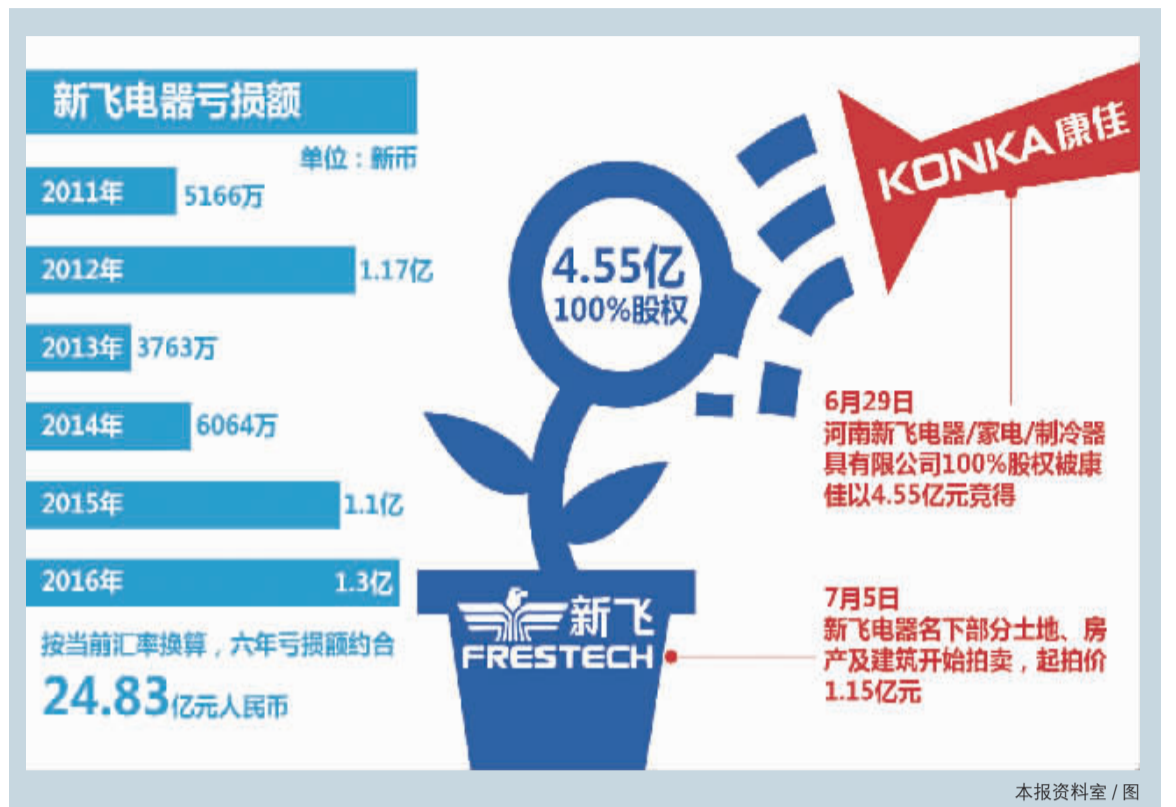 新飞电器亏损额
单位：新币
2011年 5166万
2012年 1.17亿
2013年 3763万
2014年 6064万
2015年 1.1亿
2016年 1.3亿
按当前汇率换算，六年亏损额约合
24.83亿元人民币
4.55亿
100%股权
KONKA康佳
6月29日
河南新飞电器/家电/制冷器
具有限公司100%股权被康
佳以4.55亿元竞得
新飞
FRESTECH
7月5日
新飞电器名下部分土地、房
产及建筑开始拍卖，起拍价
1.15亿元
本报资料室 / 图